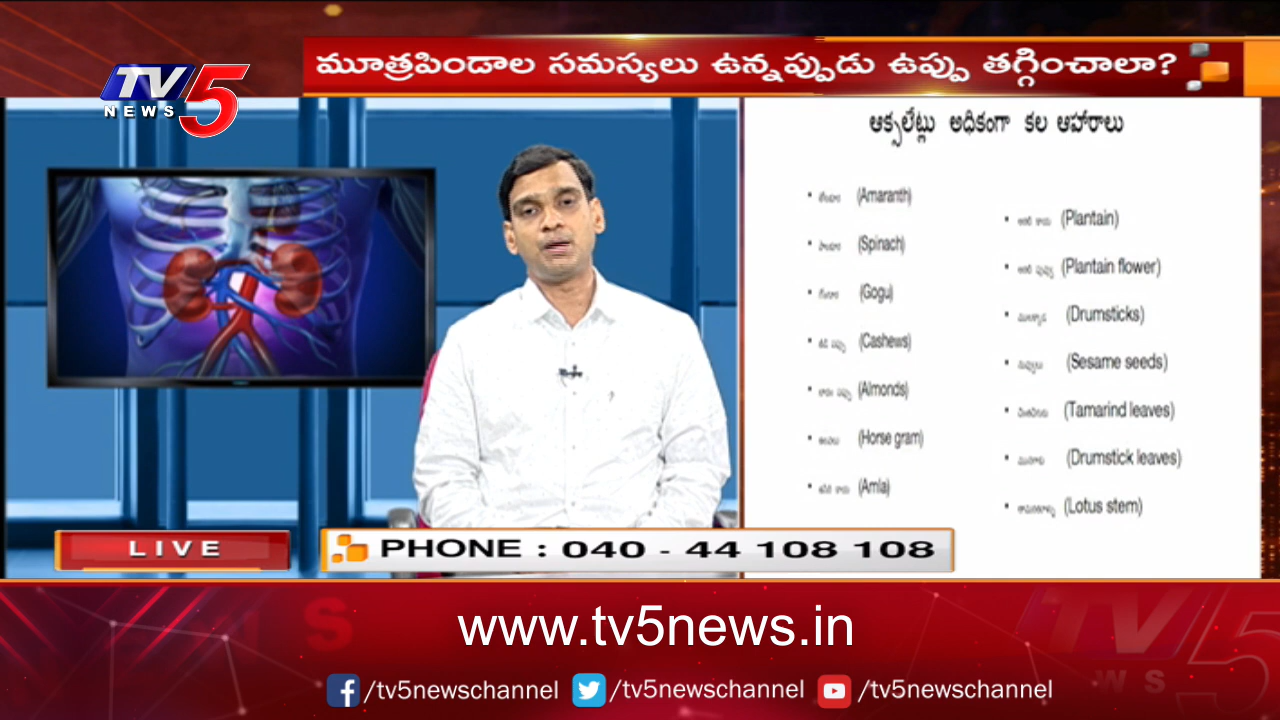 TV5
NEWS
మూత్రపిండాల సమస్యలు ఉన్నప్పుడు ఉప్పు తగ్గించాలా?
ఆక్సలేట్లు అధికంగా కల ఆహారాలు
(Amaranth)
(Spinach)
(Gogu)
(Cashews)
(Almonds)
(Horse gram)
(Amla)
(Plantain)
(Plantain flower)
(Drumsticks)
(Sesame seeds)
(Tamarind leaves)
(Drumstick leaves)
(Lotus stem)
LIVE
PHONE : 040 - 44 108 108
www.tv5news.in
/tv5newschannel /tv5newschannel /tv5newschannel